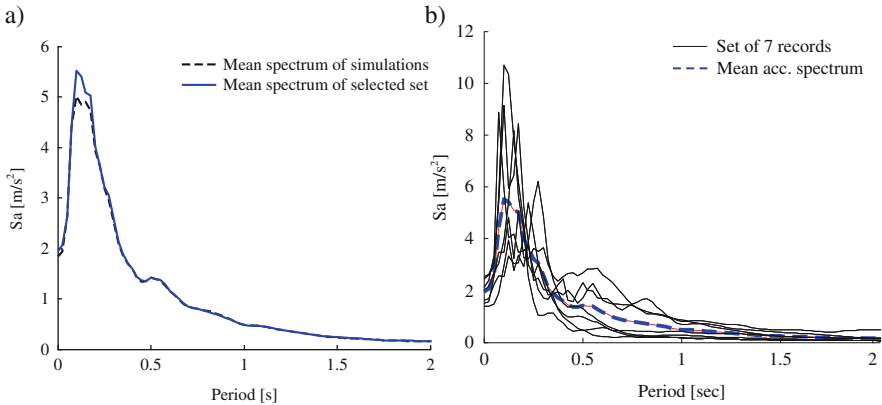 a)
Sa [m/s²]
6
5
4
3
2
1
0
0
0.5
1
1.5
2
Period [s]
Mean spectrum of simulations
Mean spectrum of selected set
b)
Sa [m/s²]
12
10
8
6
4
2
0
0
0.5
1
1.5
2
Period [sec]
Set of 7 records
Mean acc. spectrum